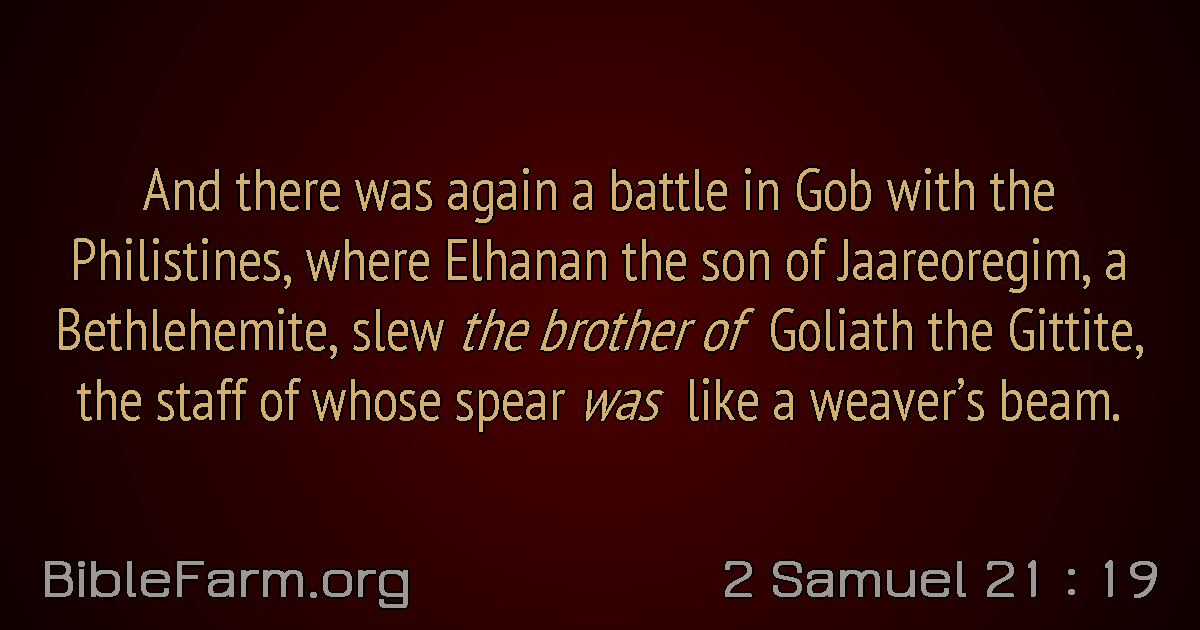 And there was again a battle in Gob with the
Philistines, where Elhanan the son of Jaareoregim, a
Bethlehemite, slew the brother of Goliath the Gittite,
the staff of whose spear was like a weaver’s beam.
BibleFarm.org
2 Samuel 21 : 19